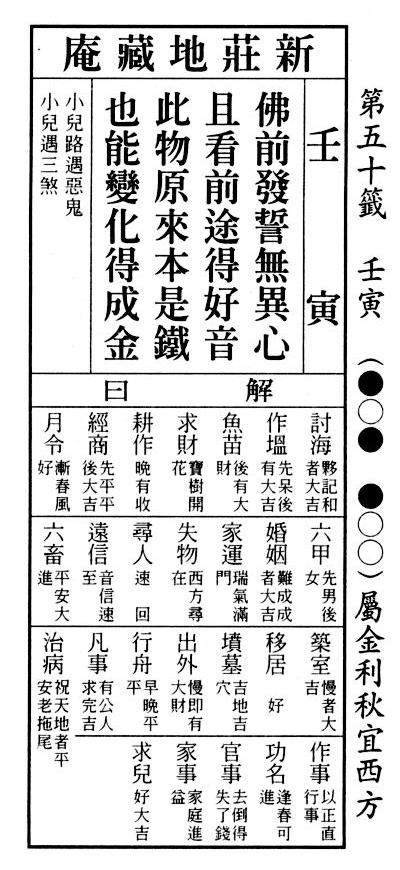 第五十籤 壬寅 (●○● ●○○)屬金利秋宜西方
新莊地藏庵
壬寅
佛前發誓無異心
且看前途得好音
此物原來本是鐵
也能變化得成金
小兒路遇惡鬼
小兒遇三煞
解曰
討海 夥記和
者大吉
作塭 先呆後
有大吉
魚苗 後有大
財
求財 寶樹開
花
耕作 晚有收
經商 先平平
後大吉
月令 漸春風
好
六甲 先男後
女
婚姻 難成成
者大吉
家運 瑞氣滿
門
失物 西方尋
在
尋人 速回
遠信 音信速
至
六畜 平安大
進
築室 慢者大
吉
移居 好
墳墓 吉地吉
穴
出外 慢即有
大財
行舟 早晚平
平
凡事 有公人
求完吉
治病 祝天地者平
安老拖尾
作事 以正直
行事
功名 逢春可
進
官事 去倒得
失了錢
家事 家庭進
益
求兒 好大吉